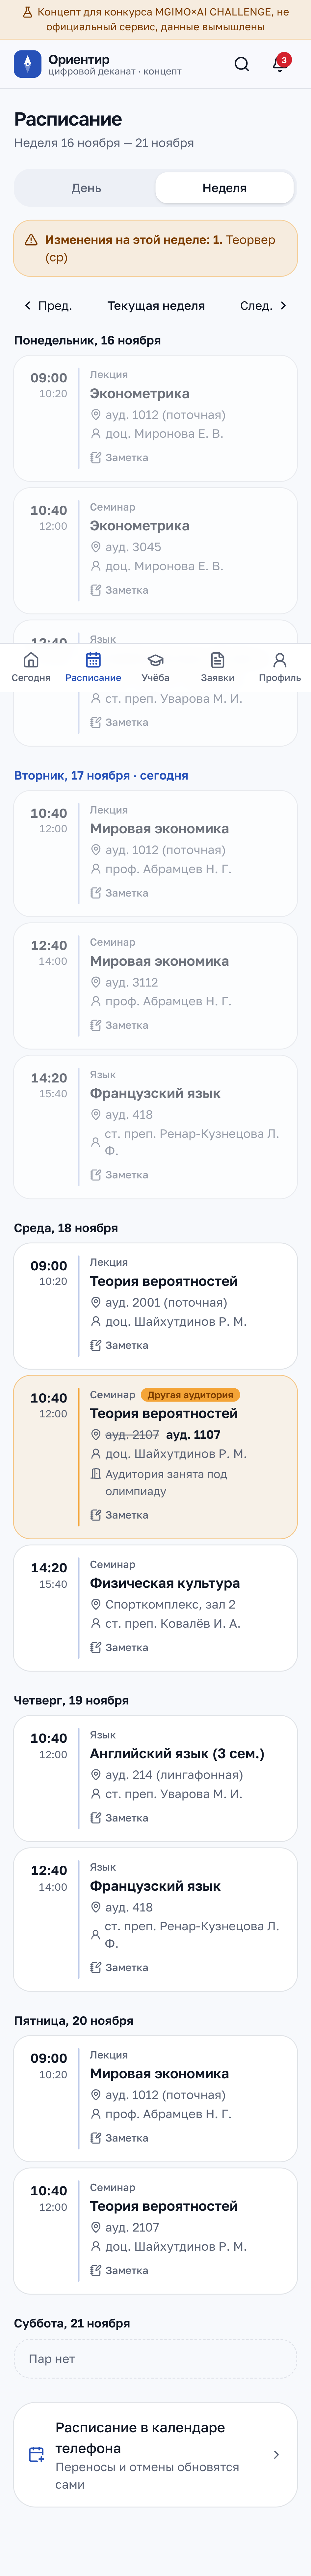 Концепт для конкурса MGIMO×AI CHALLENGE, не
официальный сервис, данные вымышлены
Ориентир
цифровой деканат · концепт
3
Расписание
Неделя 16 ноября — 21 ноября
День
Неделя
Изменения на этой неделе: 1. Теорвер
(ср)
Пред.
Текущая неделя
След.
Понедельник, 16 ноября
09:00
10:20
Лекция
Эконометрика
ауд. 1012 (поточная)
доц. Миронова Е. В.
Заметка
10:40
12:00
Семинар
Эконометрика
ауд. 3045
доц. Миронова Е. В.
Заметка
12:40
Язык
Сегодня
Расписание
Учёба
Заявки
Профиль
ст. преп. Уварова М. И.
Заметка
Вторник, 17 ноября · сегодня
10:40
12:00
Лекция
Мировая экономика
ауд. 1012 (поточная)
проф. Абрамцев Н. Г.
Заметка
12:40
14:00
Семинар
Мировая экономика
ауд. 3112
проф. Абрамцев Н. Г.
Заметка
14:20
15:40
Язык
Французский язык
ауд. 418
ст. преп. Ренар-Кузнецова Л.
Ф.
Заметка
Среда, 18 ноября
09:00
10:20
Лекция
Теория вероятностей
ауд. 2001 (поточная)
доц. Шайхутдинов Р. М.
Заметка
10:40
12:00
Семинар Другая аудитория
Теория вероятностей
ауд. 2107 ауд. 1107
доц. Шайхутдинов Р. М.
Аудитория занята под
олимпиаду
Заметка
14:20
15:40
Семинар
Физическая культура
Спорткомплекс, зал 2
ст. преп. Ковалёв И. А.
Заметка
Четверг, 19 ноября
10:40
12:00
Язык
Английский язык (3 сем.)
ауд. 214 (лингафонная)
ст. преп. Уварова М. И.
Заметка
12:40
14:00
Язык
Французский язык
ауд. 418
ст. преп. Ренар-Кузнецова Л.
Ф.
Заметка
Пятница, 20 ноября
09:00
10:20
Лекция
Мировая экономика
ауд. 1012 (поточная)
проф. Абрамцев Н. Г.
Заметка
10:40
12:00
Семинар
Теория вероятностей
ауд. 2107
доц. Шайхутдинов Р. М.
Заметка
Суббота, 21 ноября
Пар нет
Расписание в календаре
телефона
Переносы и отмены обновятся
сами